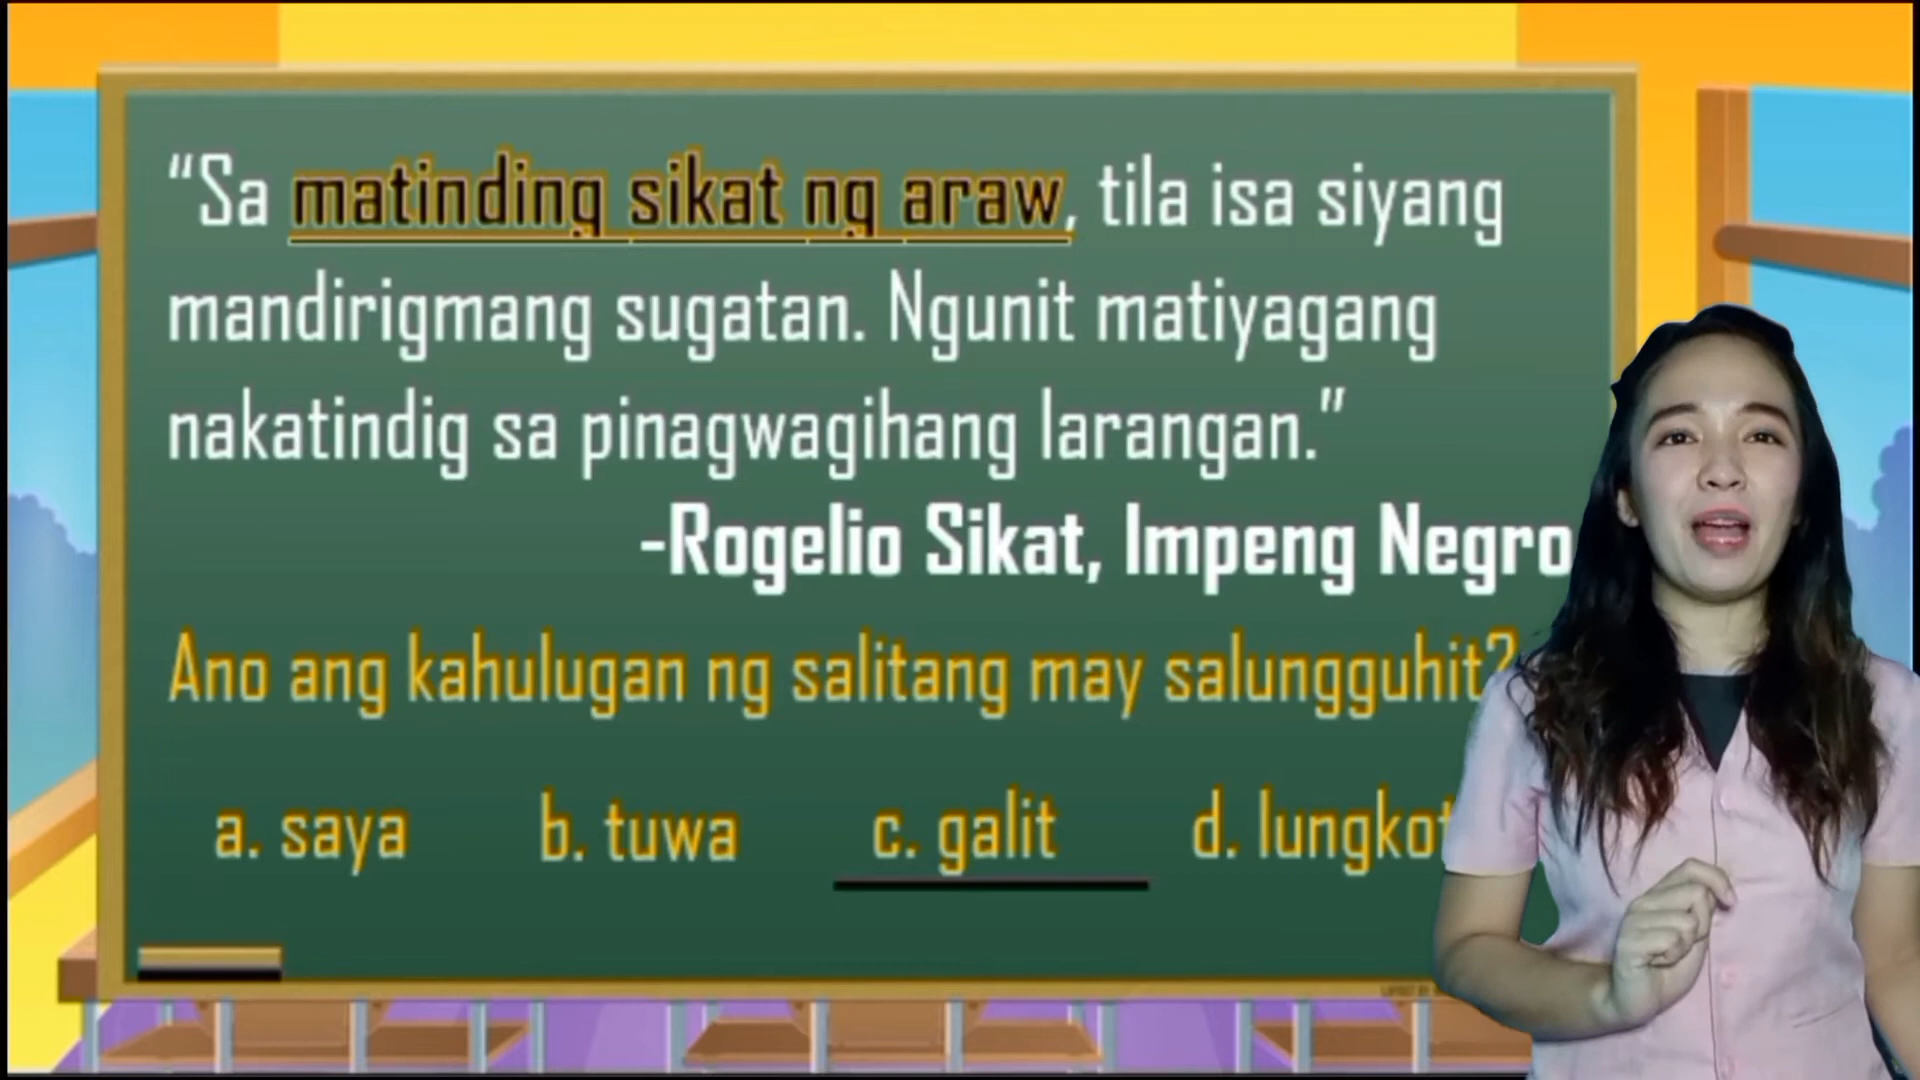 “Sa matinding sikat ng araw, tila isa siyang
mandirigmang sugatan. Ngunit matiyagang
nakatindig sa pinagwagihang larangan.”
-Rogelio Sikat, Impeng Negro
Ano ang kahulugan ng salitang may salungguhit?
a. saya b. tuwa c. galit d. lungkot